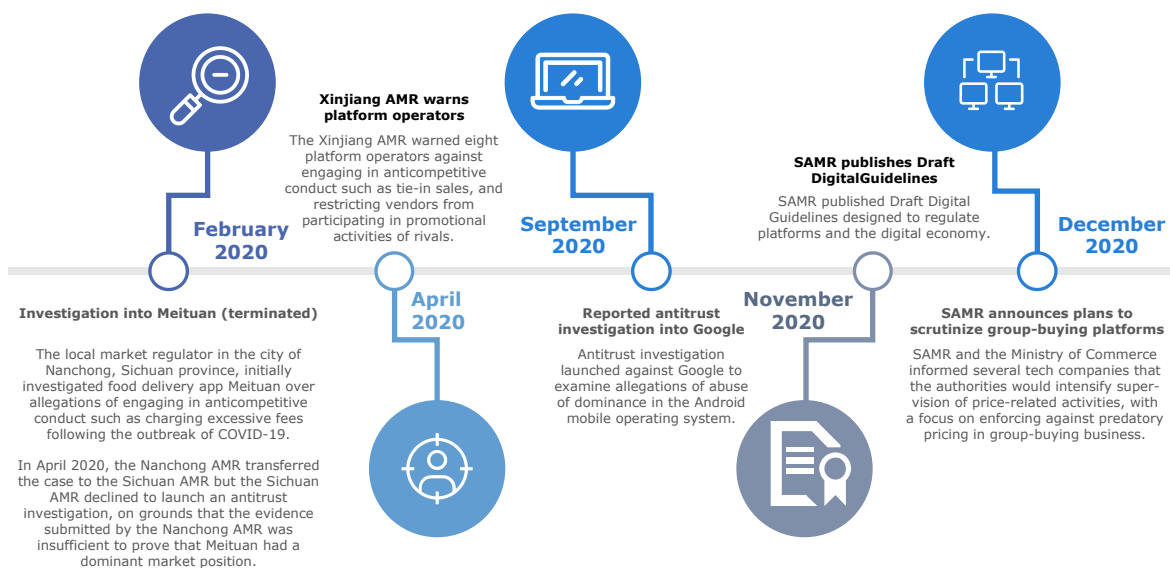 February
2020
Investigation into Meituan (terminated)
The local market regulator in the city of
Nanchong, Sichuan province, initially
investigated food delivery app Meituan over
allegations of engaging in anticompetitive
conduct such as charging excessive fees
following the outbreak of COVID-19.
In April 2020, the Nanchong AMR transferred
the case to the Sichuan AMR but the Sichuan
AMR declined to launch an antitrust
investigation, on grounds that the evidence
submitted by the Nanchong AMR was
insufficient to prove that Meituan had a
dominant market position.
Xinjiang AMR warns
platform operators
The Xinjiang AMR warned eight
platform operators against
engaging in anticompetitive
conduct such as tie-in sales, and
restricting vendors from
participating in promotional
activities of rivals.
April
2020
September
2020
Reported antitrust
investigation into Google
Antitrust investigation
launched against Google to
examine allegations of abuse
of dominance in the Android
mobile operating system.
SAMR publishes Draft
DigitalGuidelines
SAMR published Draft Digital
Guidelines designed to regulate
platforms and the digital economy.
November
2020
December
2020
SAMR announces plans to
scrutinize group-buying platforms
SAMR and the Ministry of Commerce
informed several tech companies that
the authorities would intensify super-
vision of price-related activities, with
a focus on enforcing against predatory
pricing in group-buying business.